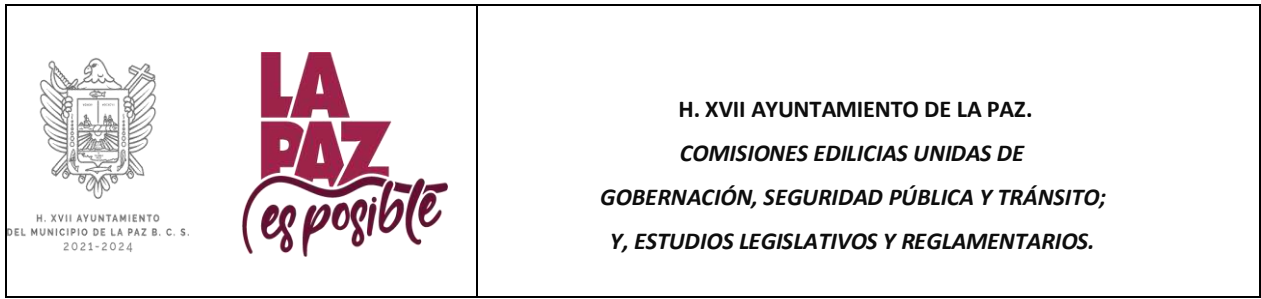 H. XVII AYUNTAMIENTO
DEL MUNICIPIO DE LA PAZ B. C. S.
2021-2024
LA
PAZ
es posible
H. XVII AYUNTAMIENTO DE LA PAZ.
COMISIONES EDILICIAS UNIDAS DE
GOBERNACIÓN, SEGURIDAD PÚBLICA Y TRÁNSITO;
Y, ESTUDIOS LEGISLATIVOS Y REGLAMENTARIOS.